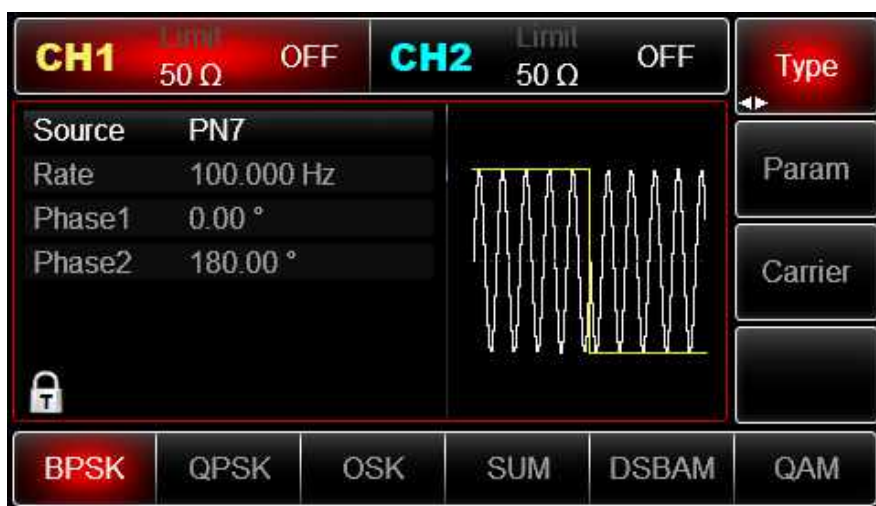 CH1 Limit 50 Ω OFF
CH2 Limit 50 Ω OFF
Type
Source PN7
Rate 100.000 Hz
Phase1 0.00 °
Phase2 180.00 °
T
Param
Carrier
BPSK QPSK OSK SUM DSBAM QAM